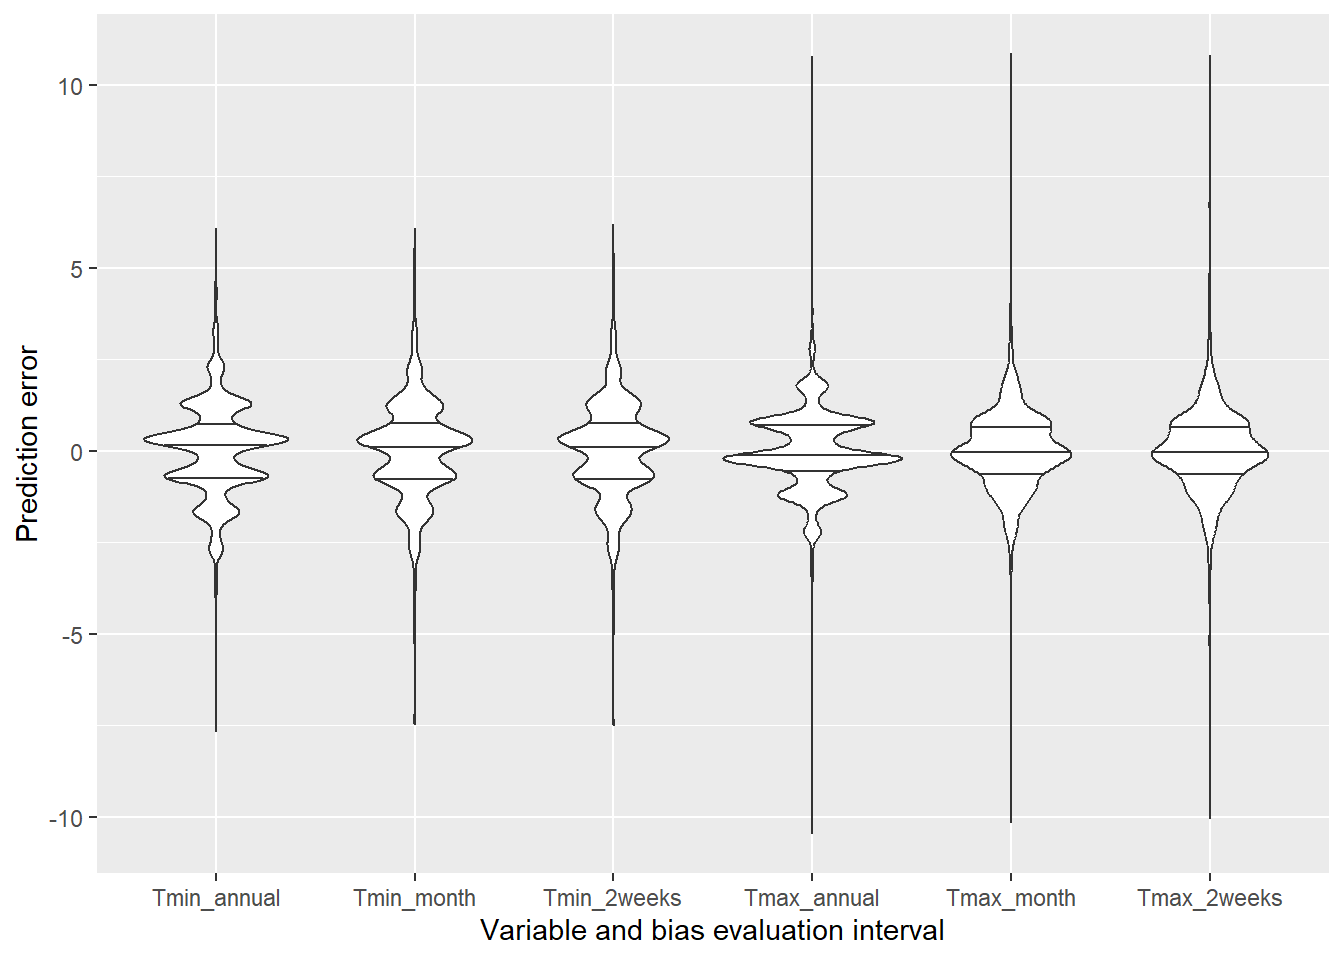 Prediction error
10
5
0
-5
-10
Tmin_annual
Tmin_month
Tmin_2weeks
Tmax_annual
Tmax_month
Tmax_2weeks
Variable and bias evaluation interval